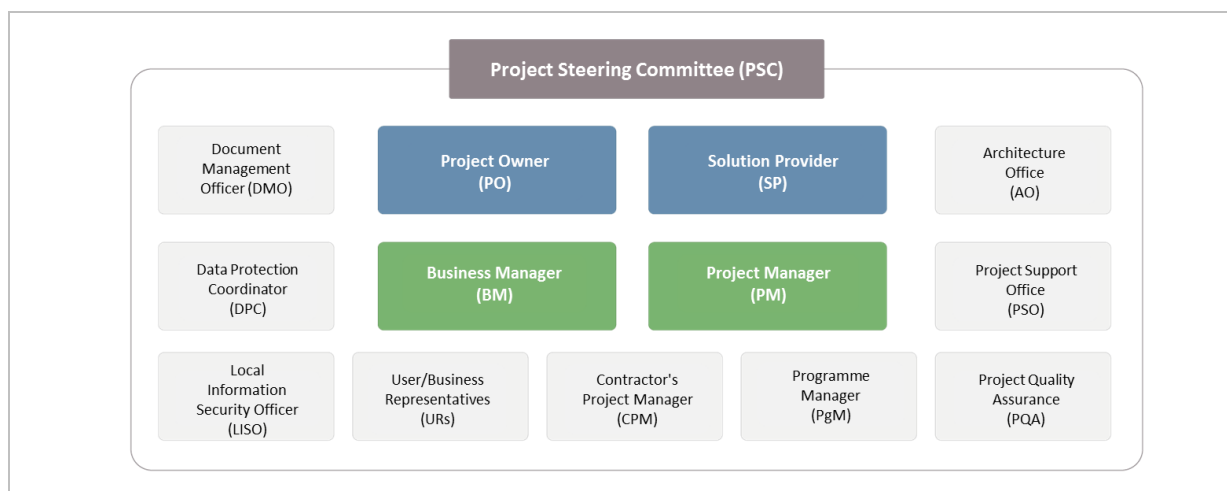 Project Steering Committee (PSC)
Document
Management
Officer (DMO)
Project Owner
(PO)
Solution Provider
(SP)
Architecture
Office
(AO)
Data Protection
Coordinator
(DPC)
Business Manager
(BM)
Project Manager
(PM)
Project Support
Office
(PSO)
Local
Information
Security Officer
(LISO)
User/Business
Representatives
(URs)
Contractor's
Project Manager
(CPM)
Programme
Manager
(PgM)
Project Quality
Assurance
(PQA)